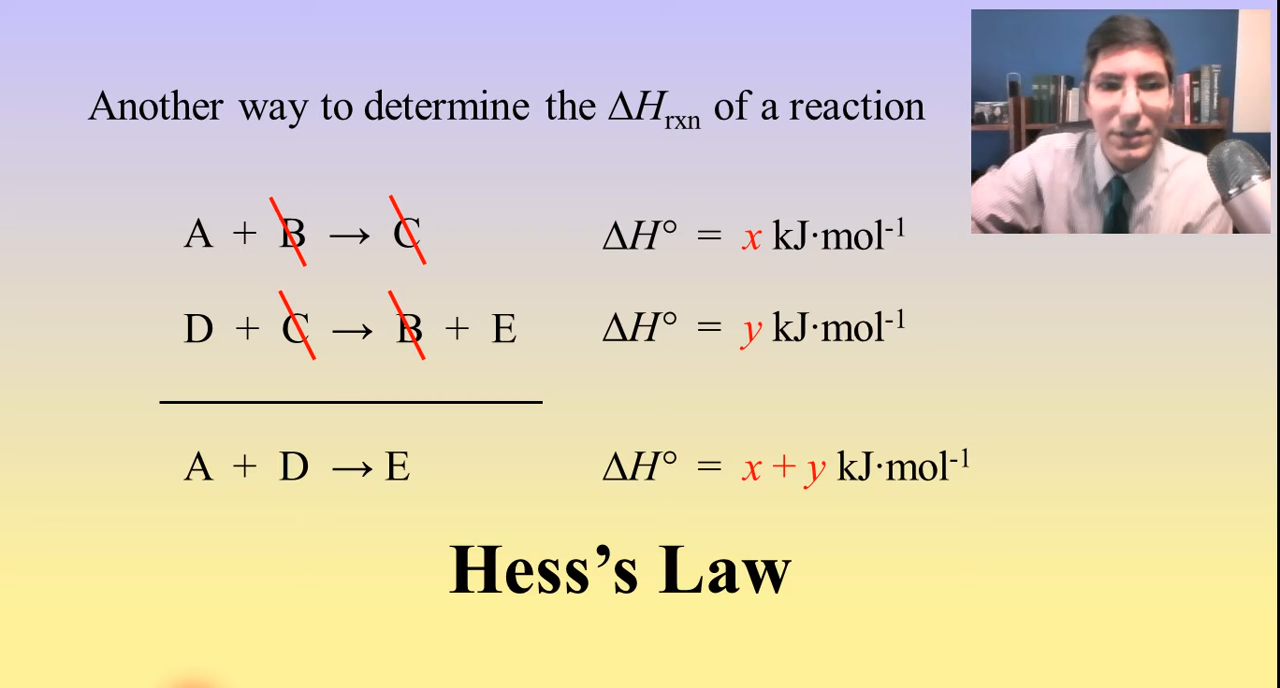 Another way to determine the ΔHrxn of a reaction
A + B → C ΔH° = x kJ·mol-1
D + C → B + E ΔH° = y kJ·mol-1
A + D → E ΔH° = x + y kJ·mol-1
Hess’s Law